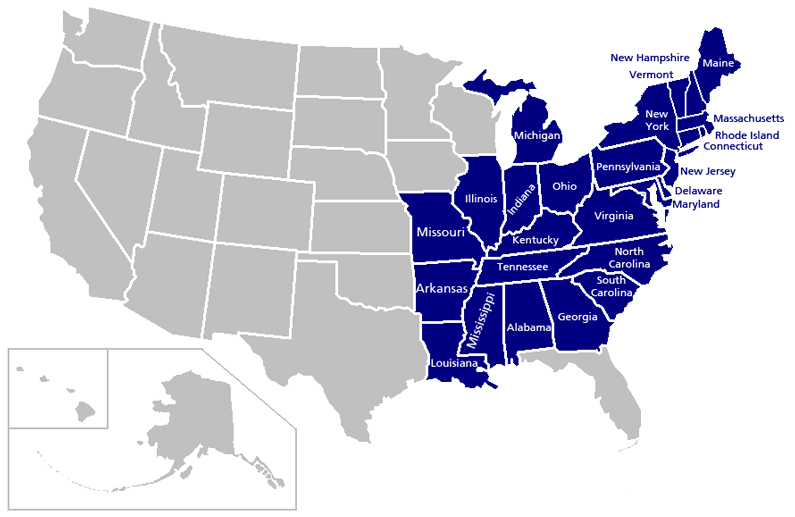 New Hampshire
Maine
Vermont
New
York
Massachusetts
Rhode Island
Connecticut
Michigan
Pennsylvania
New Jersey
Illinois
Indiana
Ohio
Delaware
Maryland
Virginia
Missouri
Kentucky
North
Carolina
Tennessee
Arkansas
South
Carolina
Mississippi
Alabama
Georgia
Louisiana